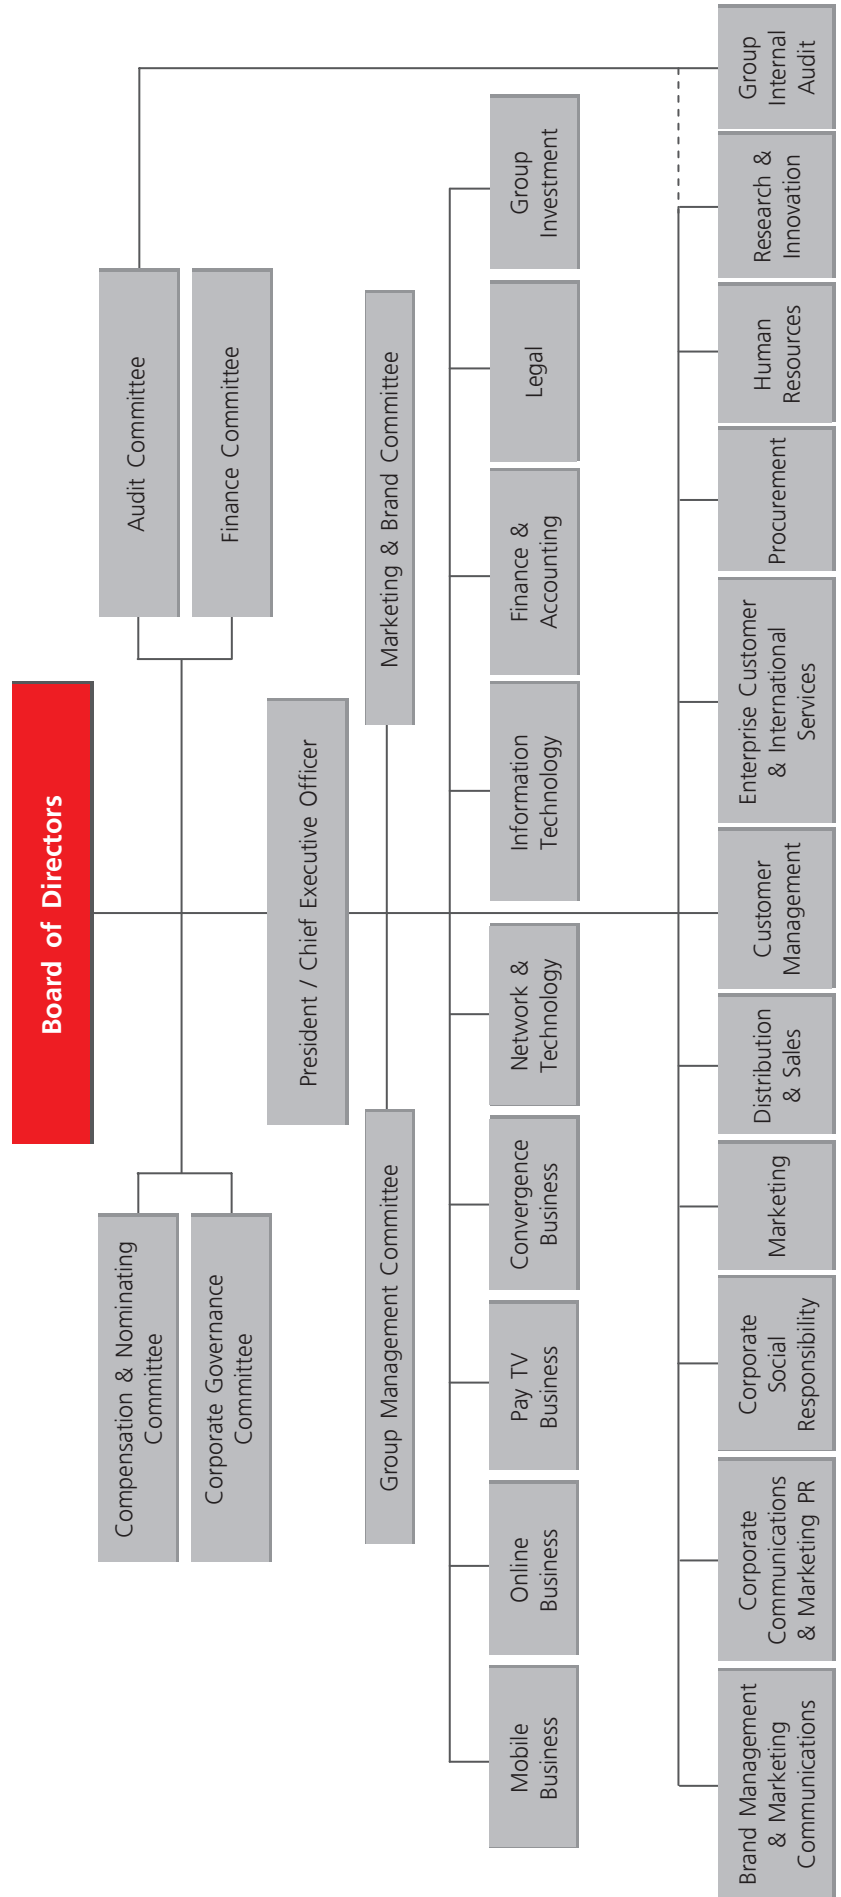 Board of Directors
Compensation & Nominating
Committee
Corporate Governance
Committee
Audit Committee
Finance Committee
President / Chief Executive Officer
Group Management Committee
Marketing & Brand Committee
Mobile
Business
Online
Business
Pay TV
Business
Convergence
Business
Network &
Technology
Information
Technology
Finance &
Accounting
Legal
Group
Investment
Brand Management
& Marketing
Communications
Corporate
Communications
& Marketing PR
Corporate
Social
Responsibility
Marketing
Distribution
& Sales
Customer
Management
Enterprise Customer
& International
Services
Procurement
Human
Resources
Research &
Innovation
Group
Internal
Audit